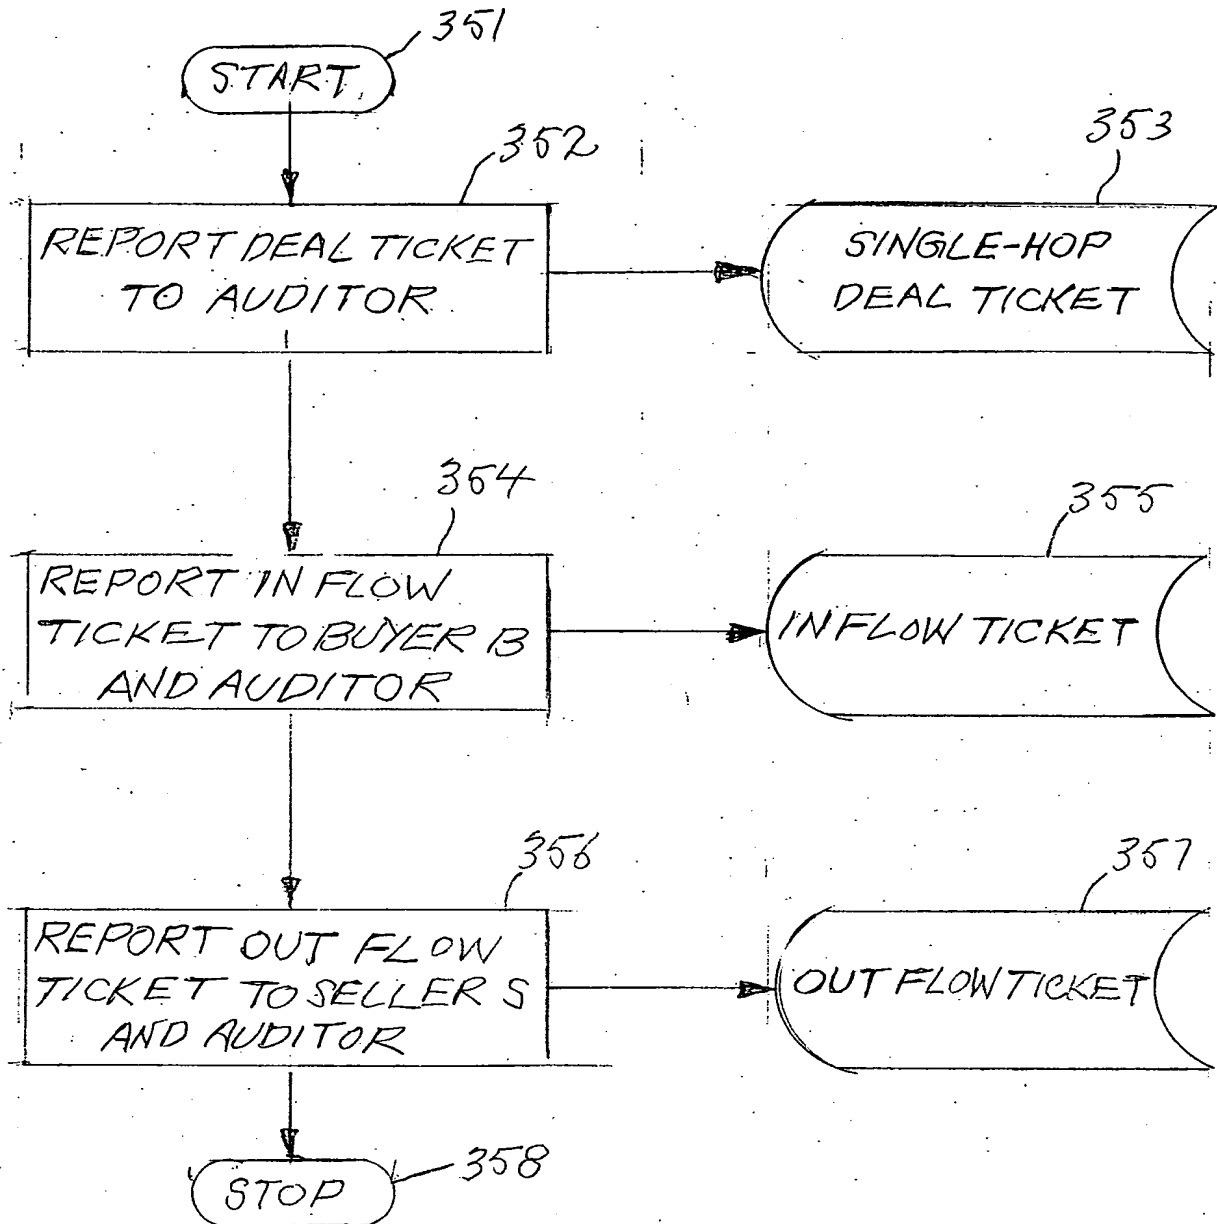 351
START
352
REPORT DEAL TICKET
TO AUDITOR
353
SINGLE-HOP
DEAL TICKET
354
REPORT IN FLOW
TICKET TO BUYER B
AND AUDITOR
355
IN FLOW TICKET
356
REPORT OUT FLOW
TICKET TO SELLER S
AND AUDITOR
357
OUT FLOW TICKET
358
STOP